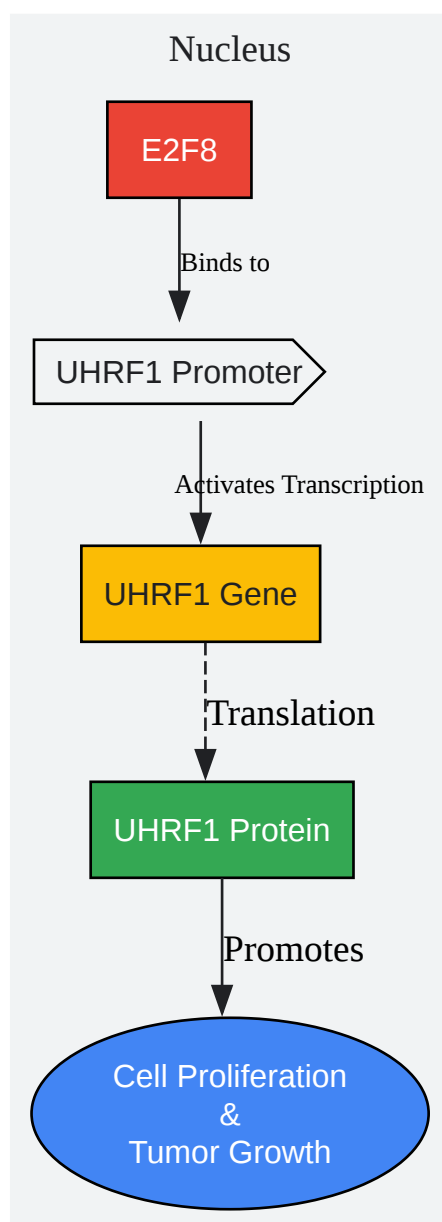 Nucleus
E2F8
Binds to
UHRF1 Promoter
Activates Transcription
UHRF1 Gene
Translation
UHRF1 Protein
Promotes
Cell Proliferation
&
Tumor Growth